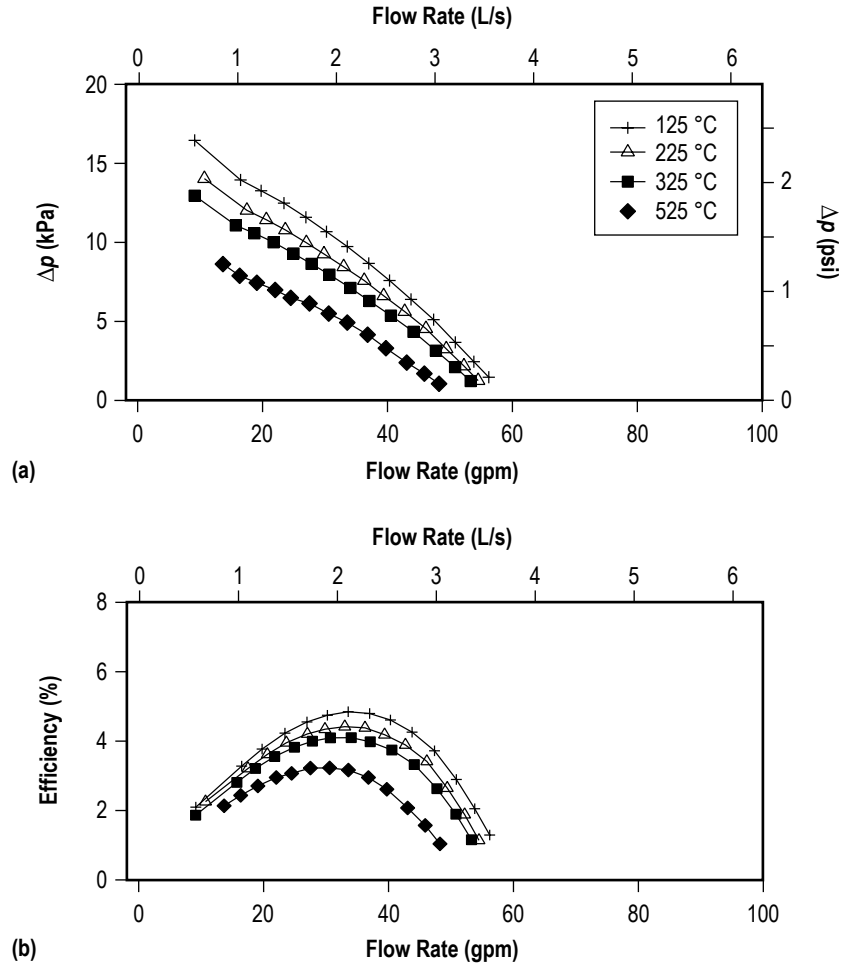 Flow Rate (L/s)
0 1 2 3 4 5 6
20
15
10
5
0
Δp (kPa)
125 °C
225 °C
325 °C
525 °C
2
1
0
Δp (psi)
0 20 40 60 80 100
(a)
Flow Rate (gpm)
Flow Rate (L/s)
0 1 2 3 4 5 6
8
6
4
2
0
Efficiency (%)
0 20 40 60 80 100
(b)
Flow Rate (gpm)